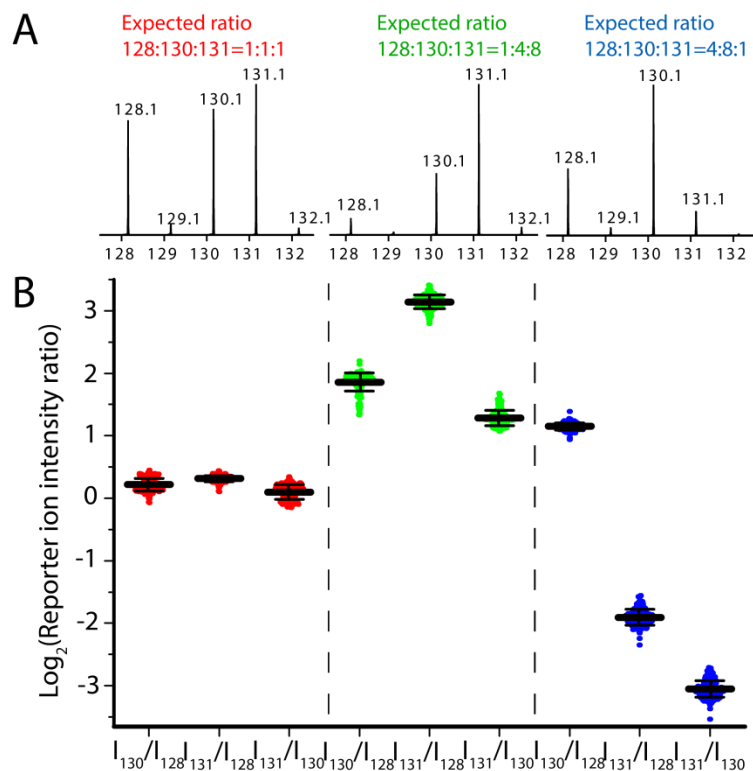 A
Expected ratio
128:130:131=1:1:1
Expected ratio
128:130:131=1:4:8
Expected ratio
128:130:131=4:8:1
128.1
129.1
130.1
131.1
132.1
128 129 130 131 132
128.1
130.1
131.1
132.1
128 129 130 131 132
128.1
129.1
130.1
131.1
128 129 130 131 132
B
Log₂(Reporter ion intensity ratio)
3
2
1
0
-1
-2
-3
I₁₃₀/I₁₂₈ I₁₃₁/I₁₂₈ I₁₃₁/I₁₃₀ I₁₃₀/I₁₂₈ I₁₃₁/I₁₂₈ I₁₃₁/I₁₃₀ I₁₃₀/I₁₂₈ I₁₃₁/I₁₂₈ I₁₃₁/I₁₃₀